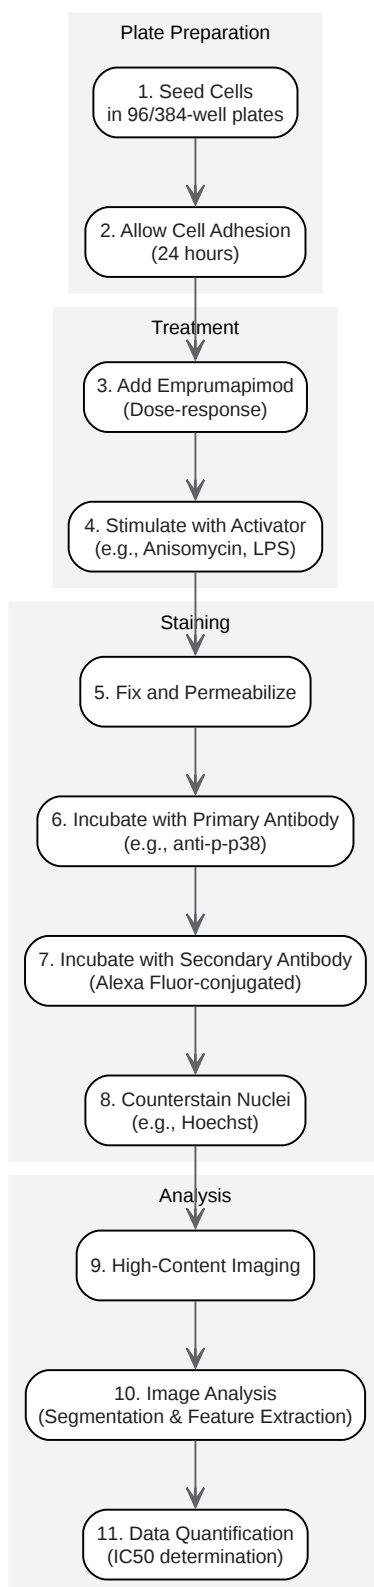 Plate Preparation
1. Seed Cells
in 96/384-well plates
2. Allow Cell Adhesion
(24 hours)
Treatment
3. Add Emprumapimod
(Dose-response)
4. Stimulate with Activator
(e.g., Anisomycin, LPS)
Staining
5. Fix and Permeabilize
6. Incubate with Primary Antibody
(e.g., anti-p-p38)
7. Incubate with Secondary Antibody
(Alexa Fluor-conjugated)
8. Counterstain Nuclei
(e.g., Hoechst)
Analysis
9. High-Content Imaging
10. Image Analysis
(Segmentation & Feature Extraction)
11. Data Quantification
(IC50 determination)